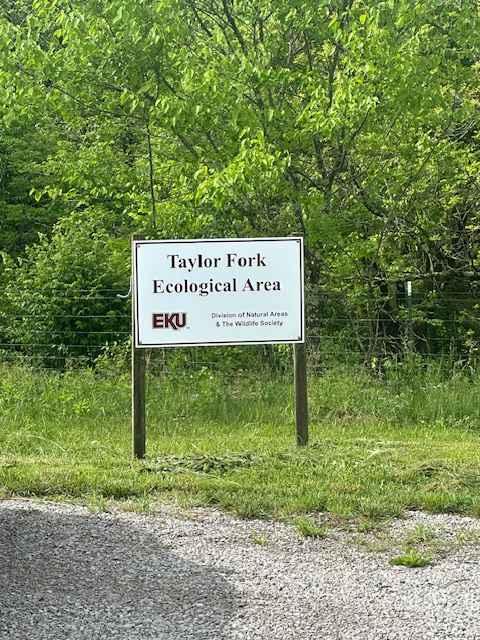 Taylor Fork
Ecological Area
EKU
Division of Natural Areas
& The Wildlife Society